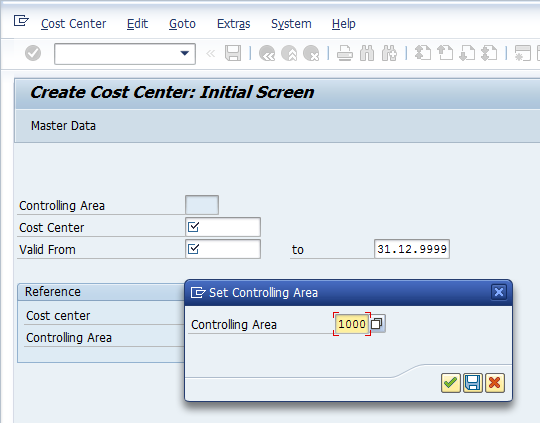 Cost Center Edit Goto Extras System Help
Create Cost Center: Initial Screen
Master Data
Controlling Area
Cost Center
Valid From to 31.12.9999
Reference
Cost center
Controlling Area
Set Controlling Area
Controlling Area 1000